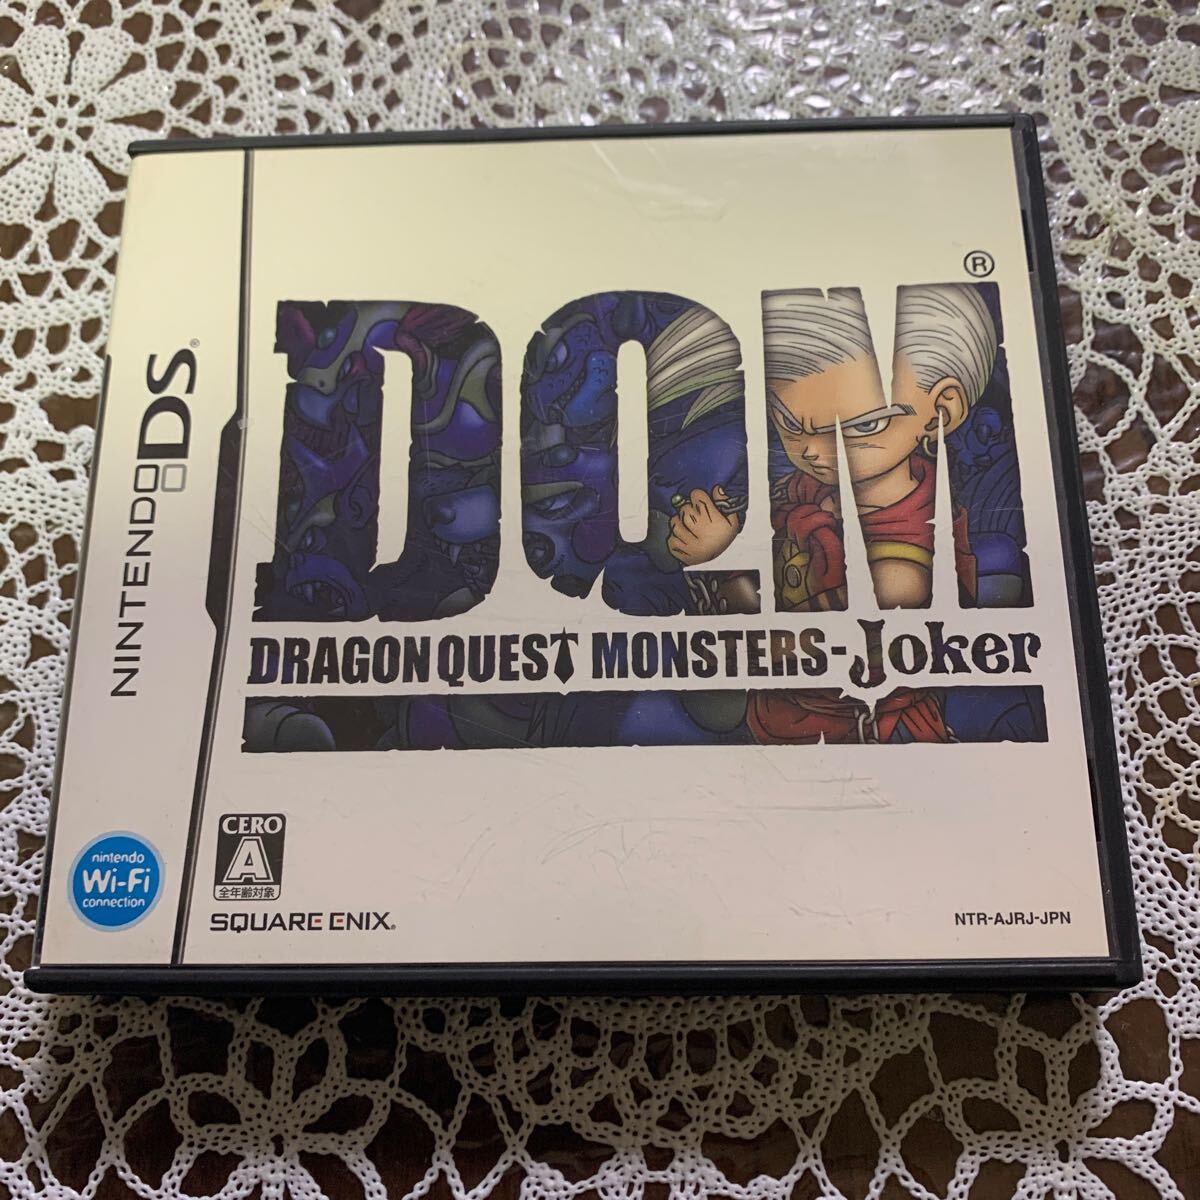 NINTENDO DS®
DQM®
DRAGON QUEST MONSTERS-Joker
CERO
A
全年齢対象
nintendo
Wi-Fi
connection
SQUARE ENIX.
NTR-AJRJ-JPN